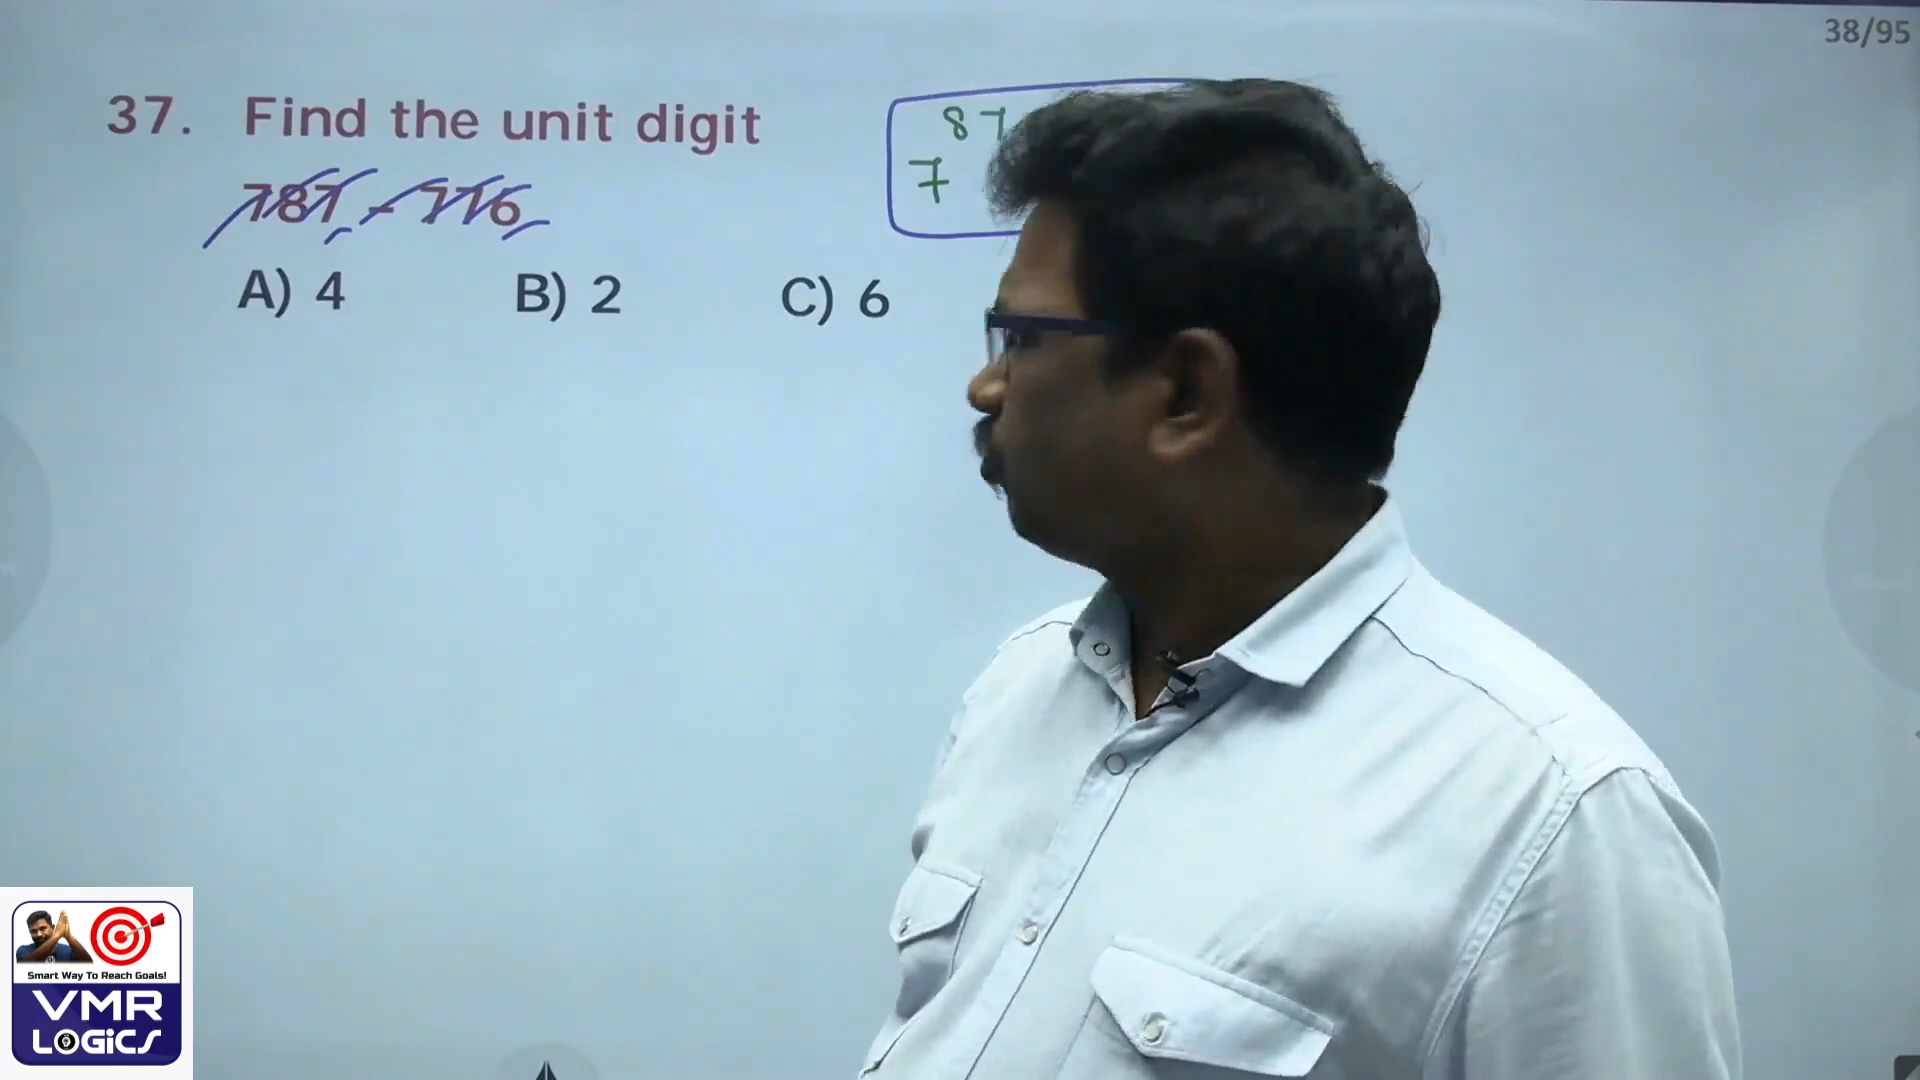 38/95
37. Find the unit digit
87
7
787 - 776
A) 4 B) 2 C) 6
Smart Way To Reach Goals!
VMR
LOGICS